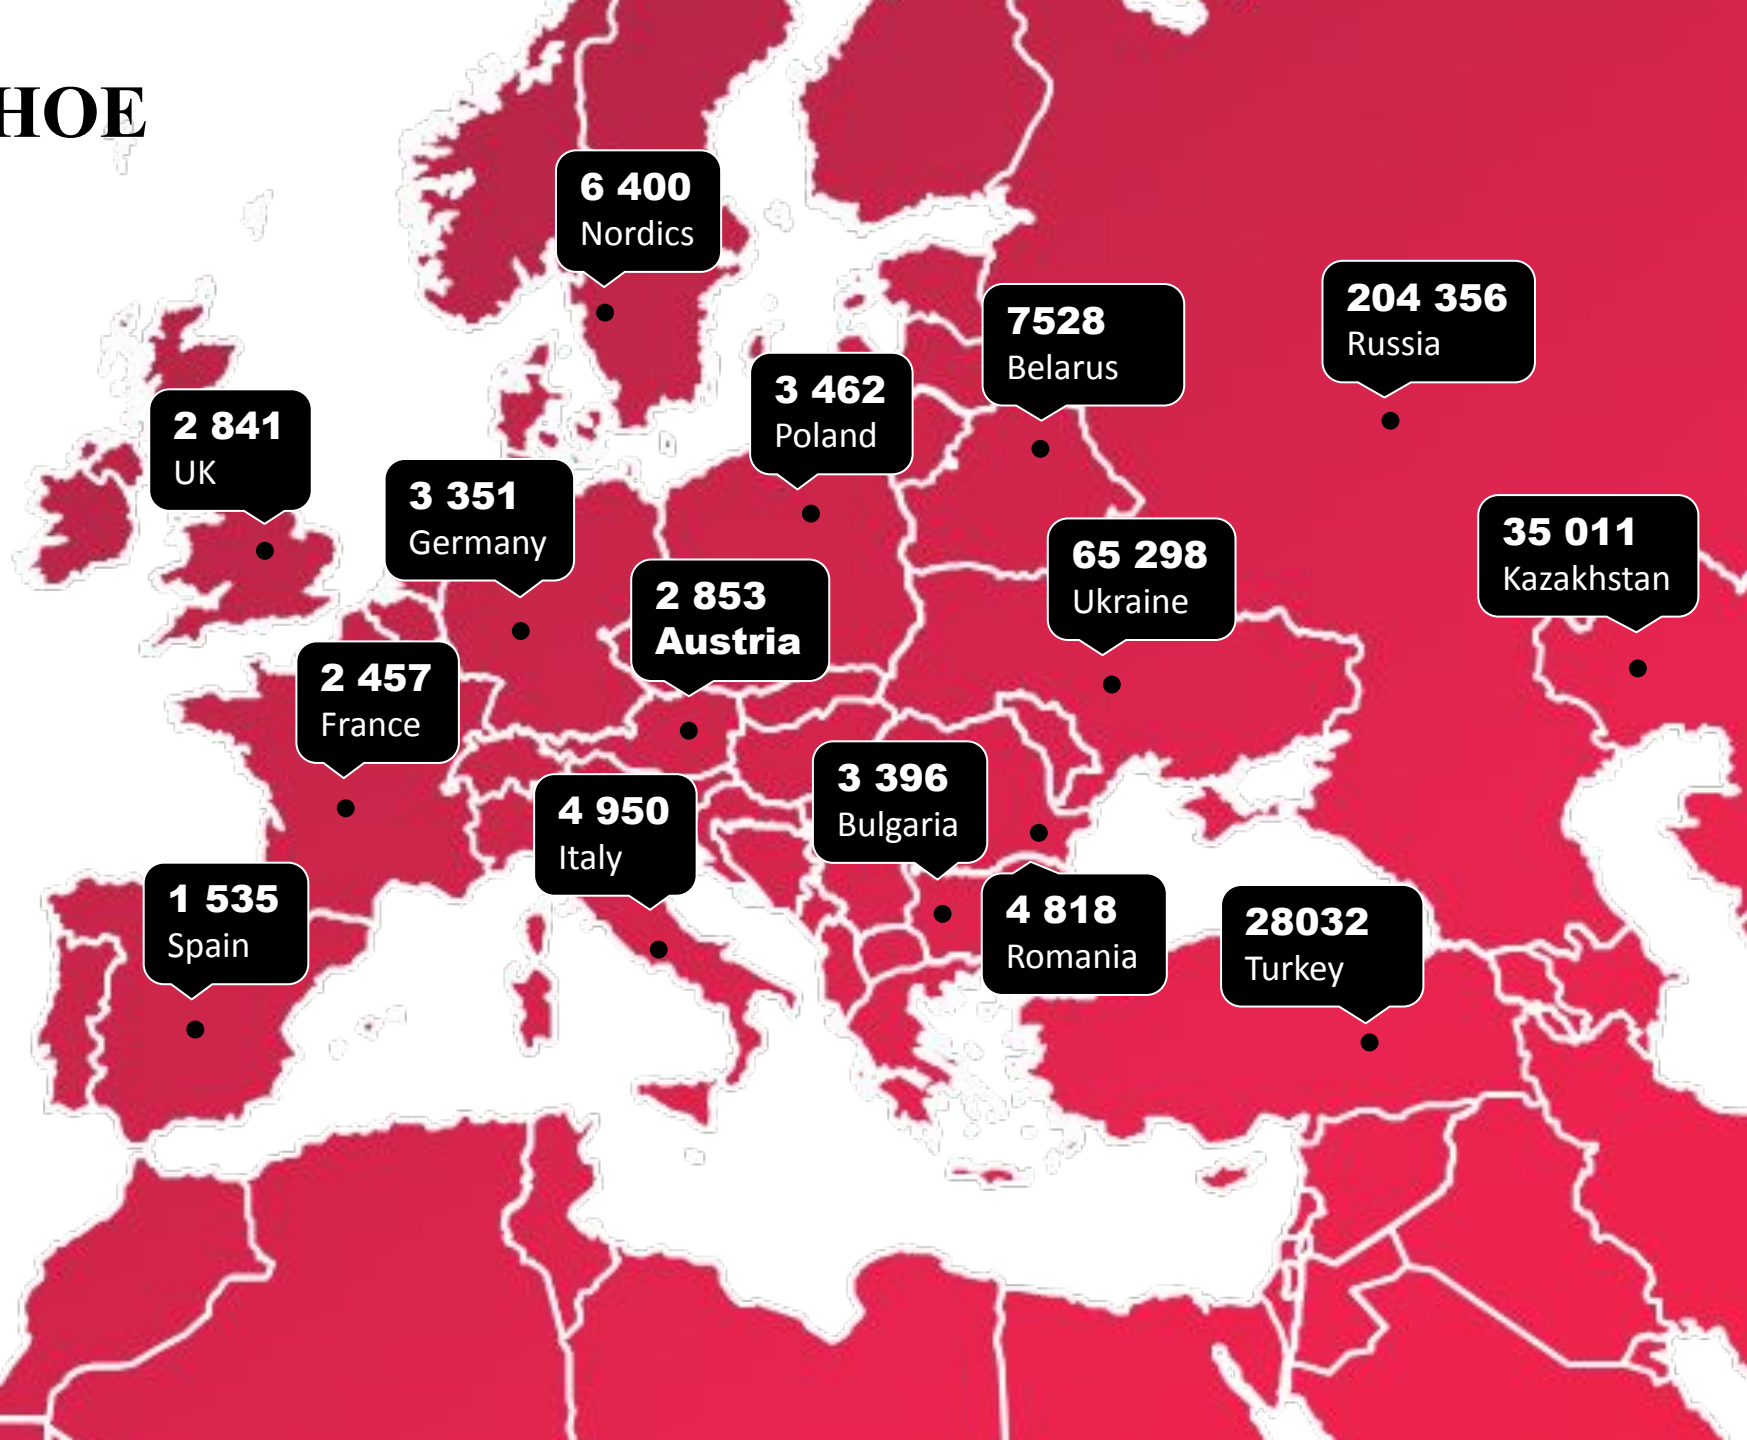 НОЕ
6 400
Nordics
204 356
Russia
7528
Belarus
3 462
Poland
2 841
UK
3 351
Germany
35 011
Kazakhstan
65 298
Ukraine
2 853
Austria
2 457
France
3 396
Bulgaria
4 950
Italy
1 535
Spain
4 818
Romania
28032
Turkey